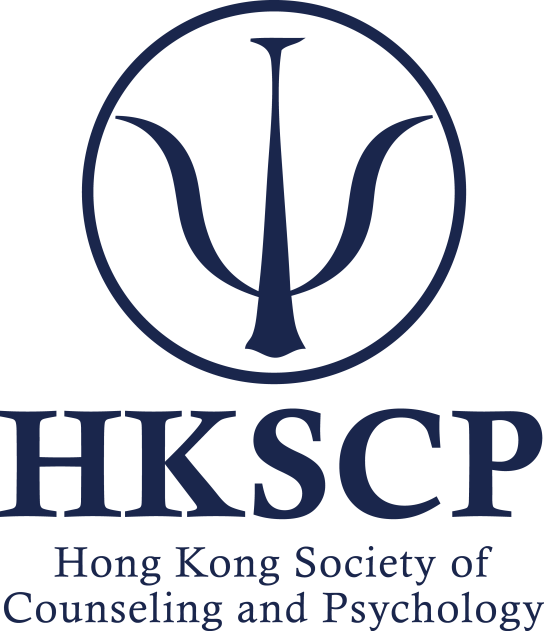 HKSCP
Hong Kong Society of
Counseling and Psychology